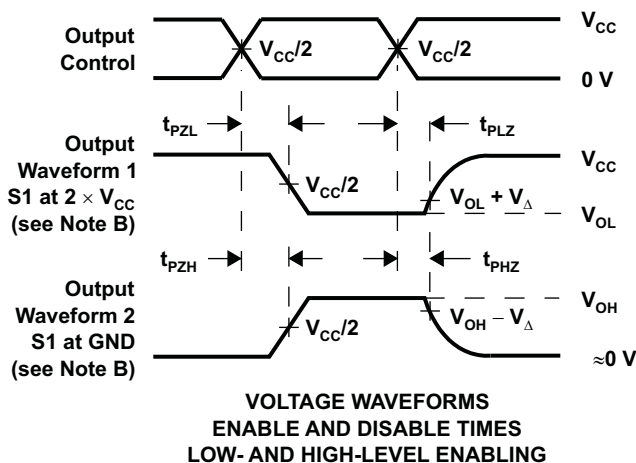 Output
Control
V_CC/2
V_CC/2
V_CC
0 V
t_PZL
t_PLZ
Output
Waveform 1
S1 at 2 × V_CC
(see Note B)
V_CC/2
V_CC
V_OL + V_Δ
V_OL
t_PZH
t_PHZ
Output
Waveform 2
S1 at GND
(see Note B)
V_CC/2
V_OH
V_OH − V_Δ
≈0 V
VOLTAGE WAVEFORMS
ENABLE AND DISABLE TIMES
LOW- AND HIGH-LEVEL ENABLING